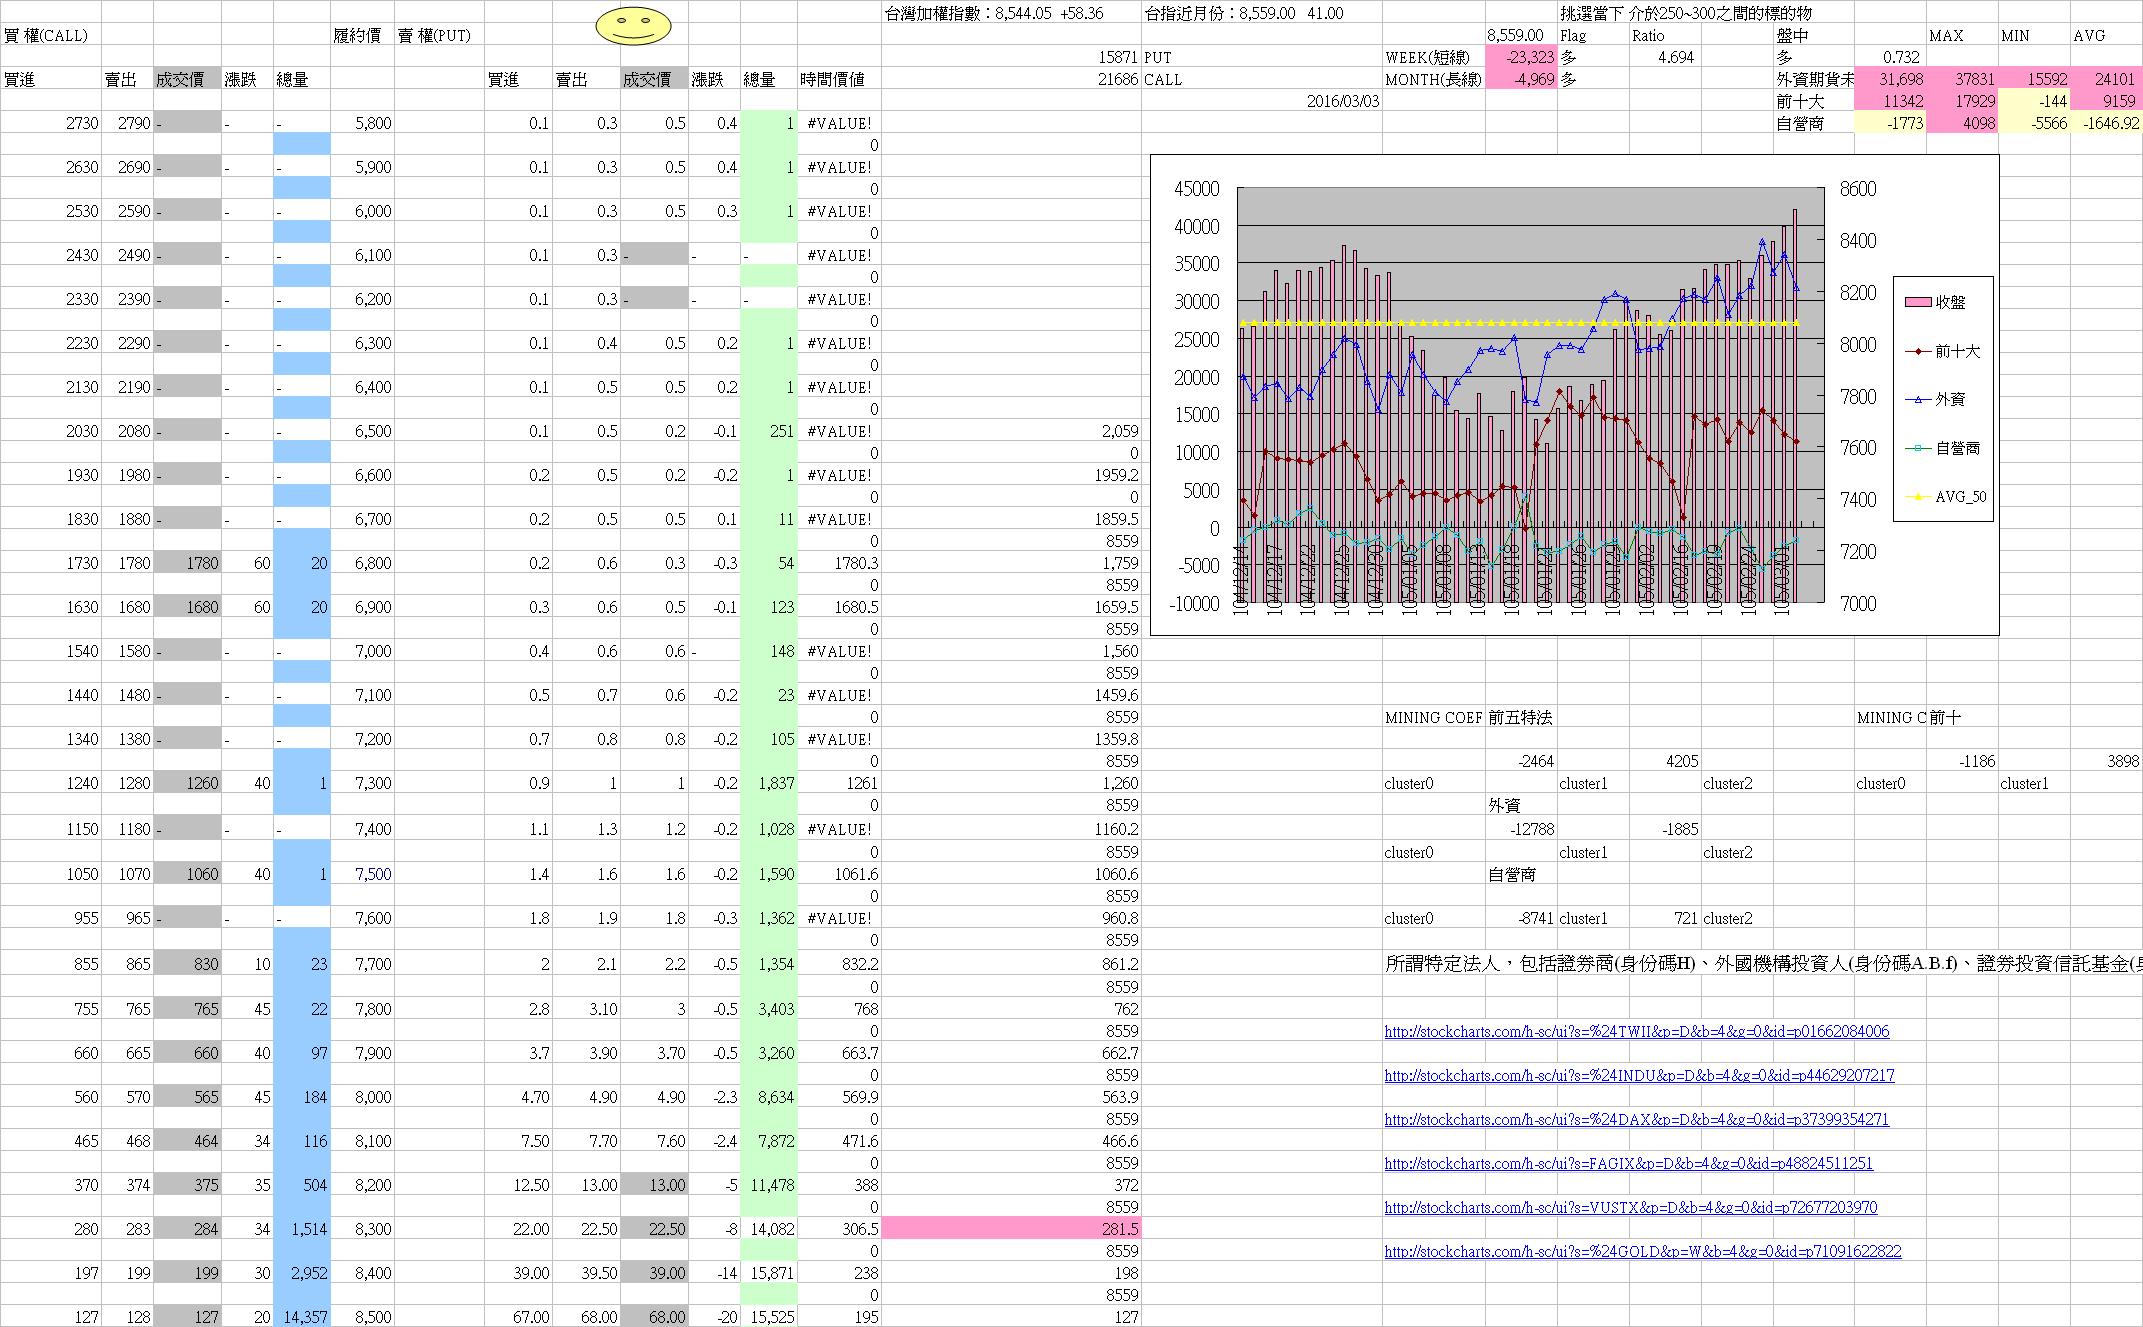 台灣加權指數：8,544.05 +58.36 台指近月份：8,559.00 41.00 挑選當下 介於250~300之間的標的物
買 權(CALL) 履約價 賣 權(PUT) 8,559.00 Flag Ratio 盤中 MAX MIN AVG
15871 PUT WEEK(短線) -23,323 多 4.694 多 0.732
買進 賣出 成交價 漲跌 總量 買進 賣出 成交價 漲跌 總量 時間價值 21686 CALL MONTH(長線) -4,969 多 外資期貨未 31,698 37831 15592 24101
2016/03/03 前十大 11342 17929 -144 9159
2730 2790 - - - 5,800 0.1 0.3 0.5 0.4 1 #VALUE! 自營商 -1773 4098 -5566 -1646.92
0
2630 2690 - - - 5,900 0.1 0.3 0.5 0.4 1 #VALUE!
0
2530 2590 - - - 6,000 0.1 0.3 0.5 0.3 1 #VALUE!
0
2430 2490 - - - 6,100 0.1 0.3 - - - #VALUE!
0
2330 2390 - - - 6,200 0.1 0.3 - - - #VALUE!
0
2230 2290 - - - 6,300 0.1 0.4 0.5 0.2 1 #VALUE!
0
2130 2190 - - - 6,400 0.1 0.5 0.5 0.2 1 #VALUE!
0
2030 2080 - - - 6,500 0.1 0.5 0.2 -0.1 251 #VALUE! 2,059
0 0
1930 1980 - - - 6,600 0.2 0.5 0.2 -0.2 1 #VALUE! 1959.2
0 0
1830 1880 - - - 6,700 0.2 0.5 0.5 0.1 11 #VALUE! 1859.5
0 8559
1730 1780 1780 60 20 6,800 0.2 0.6 0.3 -0.3 54 1780.3 1,759
0 8559
1630 1680 1680 60 20 6,900 0.3 0.6 0.5 -0.1 123 1680.5 1659.5
0 8559
1540 1580 - - - 7,000 0.4 0.6 0.6 - 148 #VALUE! 1,560
0 8559
1440 1480 - - - 7,100 0.5 0.7 0.6 -0.2 23 #VALUE! 1459.6
0 8559
1340 1380 - - - 7,200 0.7 0.8 0.8 -0.2 105 #VALUE! 1359.8
0 8559
1240 1280 1260 40 1 7,300 0.9 1 1 -0.2 1,837 1261 1,260
0 8559
1150 1180 - - - 7,400 1.1 1.3 1.2 -0.2 1,028 #VALUE! 1160.2
0 8559
1050 1070 1060 40 1 7,500 1.4 1.6 1.6 -0.2 1,590 1061.6 1060.6
0 8559
955 965 - - - 7,600 1.8 1.9 1.8 -0.3 1,362 #VALUE! 960.8
0 8559
855 865 830 10 23 7,700 2 2.1 2.2 -0.5 1,354 832.2 861.2
0 8559
755 765 765 45 22 7,800 2.8 3.10 3 -0.5 3,403 768 762
0 8559
660 665 660 40 97 7,900 3.7 3.90 3.70 -0.5 3,260 663.7 662.7
0 8559
560 570 565 45 184 8,000 4.70 4.90 4.90 -2.3 8,634 569.9 563.9
0 8559
465 468 464 34 116 8,100 7.50 7.70 7.60 -2.4 7,872 471.6 466.6
0 8559
370 374 375 35 504 8,200 12.50 13.00 13.00 -5 11,478 388 372
0 8559
280 283 284 34 1,514 8,300 22.00 22.50 22.50 -8 14,082 306.5 281.5
0 8559
197 199 199 30 2,952 8,400 39.00 39.50 39.00 -14 15,871 238 198
0 8559
127 128 127 20 14,357 8,500 67.00 68.00 68.00 -20 15,525 195 127
45000 8600
40000 8400
35000
30000 8200
25000 8000
20000
15000 7800
10000 7600
5000
0 7400
-5000 7200
-10000 7000
104/12/14 104/12/17 104/12/22 104/12/25 104/12/30 105/01/05 105/01/08 105/01/13 105/01/18 105/01/21 105/01/26 105/01/29 105/02/02 105/02/16 105/02/19 105/02/24 105/03/01
收盤
前十大
外資
自營商
AVG_50
MINING COEF 前五特法 MINING C 前十
-2464 4205 -1186 3898
cluster0 cluster1 cluster2 cluster0 cluster1
外資
-12788 -1885
cluster0 cluster1 cluster2
自營商
cluster0 -8741 cluster1 721 cluster2
所謂特定法人，包括證券商(身份碼H)、外國機構投資人(身份碼A.B.f)、證券投資信託基金(
http://stockcharts.com/h-sc/ui?s=%24TWII&p=D&b=4&g=0&id=p01662084006
http://stockcharts.com/h-sc/ui?s=%24INDU&p=D&b=4&g=0&id=p44629207217
http://stockcharts.com/h-sc/ui?s=%24DAX&p=D&b=4&g=0&id=p37399354271
http://stockcharts.com/h-sc/ui?s=FAGIX&p=D&b=4&g=0&id=p48824511251
http://stockcharts.com/h-sc/ui?s=VUSTX&p=D&b=4&g=0&id=p72677203970
http://stockcharts.com/h-sc/ui?s=%24GOLD&p=W&b=4&g=0&id=p71091622822